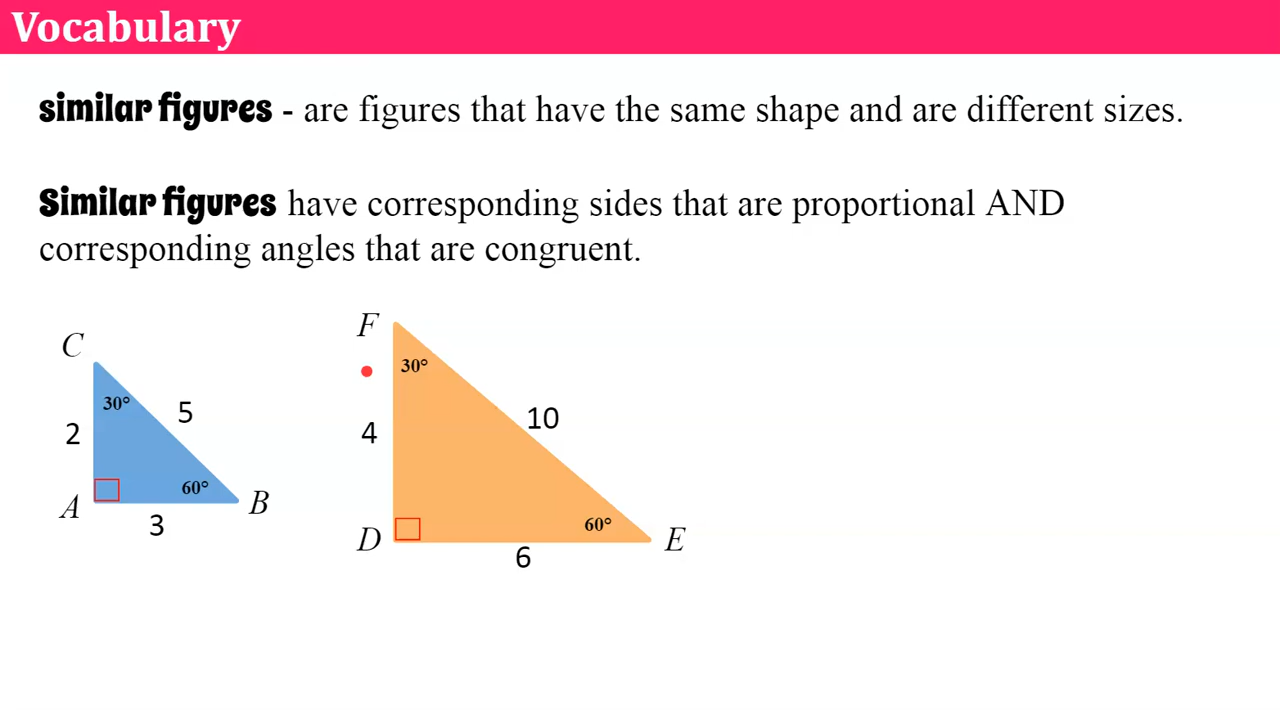 Vocabulary
similar figures - are figures that have the same shape and are different sizes.
Similar figures have corresponding sides that are proportional AND
corresponding angles that are congruent.
C
30°
5
2
60°
A
B
3
F
30°
10
4
60°
D
E
6